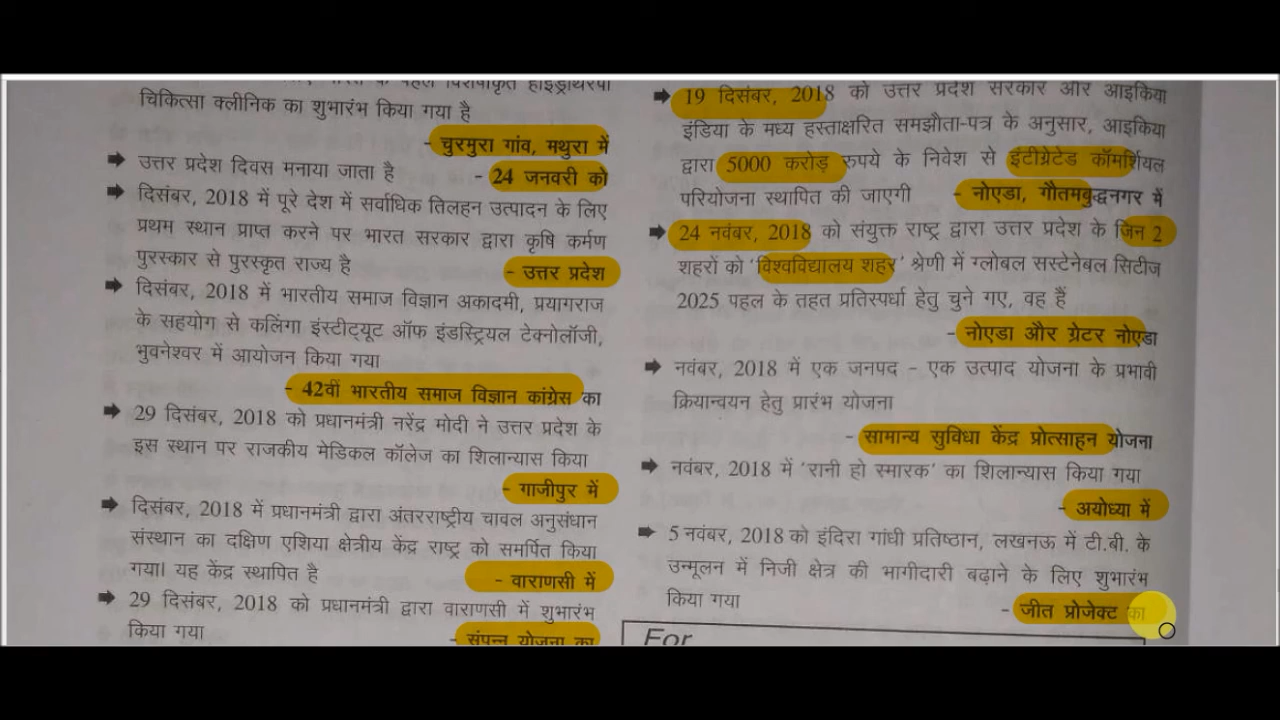 चिकित्सा क्लीनिक का शुभारंभ किया गया है
- चुरमुरा गांव, मथुरा में
➔ उत्तर प्रदेश दिवस मनाया जाता है - 24 जनवरी को
➔ दिसंबर, 2018 में पूरे देश में सर्वाधिक तिलहन उत्पादन के लिए
प्रथम स्थान प्राप्त करने पर भारत सरकार द्वारा कृषि कर्मण
पुरस्कार से पुरस्कृत राज्य है
- उत्तर प्रदेश
➔ दिसंबर, 2018 में भारतीय समाज विज्ञान अकादमी, प्रयागराज
के सहयोग से कलिंगा इंस्टीट्यूट ऑफ इंडस्ट्रियल टेक्नोलॉजी,
भुवनेश्वर में आयोजन किया गया
- 42वीं भारतीय समाज विज्ञान कांग्रेस का
➔ 29 दिसंबर, 2018 को प्रधानमंत्री नरेंद्र मोदी ने उत्तर प्रदेश के
इस स्थान पर राजकीय मेडिकल कॉलेज का शिलान्यास किया
- गाजीपुर में
➔ दिसंबर, 2018 में प्रधानमंत्री द्वारा अंतरराष्ट्रीय चावल अनुसंधान
संस्थान का दक्षिण एशिया क्षेत्रीय केंद्र राष्ट्र को समर्पित किया
गया। यह केंद्र स्थापित है - वाराणसी में
➔ 29 दिसंबर, 2018 को प्रधानमंत्री द्वारा वाराणसी में शुभारंभ
किया गया - संपन्न योजना का
➔ 19 दिसंबर, 2018 को उत्तर प्रदेश सरकार और आइकिया
इंडिया के मध्य हस्ताक्षरित समझौता-पत्र के अनुसार, आइकिया
द्वारा 5000 करोड़ रुपये के निवेश से इंटीग्रेटेड कॉमर्शियल
परियोजना स्थापित की जाएगी - नोएडा, गौतमबुद्धनगर में
➔ 24 नवंबर, 2018 को संयुक्त राष्ट्र द्वारा उत्तर प्रदेश के जिन 2
शहरों को 'विश्वविद्यालय शहर' श्रेणी में ग्लोबल सस्टेनेबल सिटीज
2025 पहल के तहत प्रतिस्पर्धा हेतु चुने गए, वह हैं
- नोएडा और ग्रेटर नोएडा
➔ नवंबर, 2018 में एक जनपद - एक उत्पाद योजना के प्रभावी
क्रियान्वयन हेतु प्रारंभ योजना
- सामान्य सुविधा केंद्र प्रोत्साहन योजना
➔ नवंबर, 2018 में 'रानी हो स्मारक' का शिलान्यास किया गया
- अयोध्या में
➔ 5 नवंबर, 2018 को इंदिरा गांधी प्रतिष्ठान, लखनऊ में टी.बी. के
उन्मूलन में निजी क्षेत्र की भागीदारी बढ़ाने के लिए शुभारंभ
किया गया - जीत प्रोजेक्ट का
For